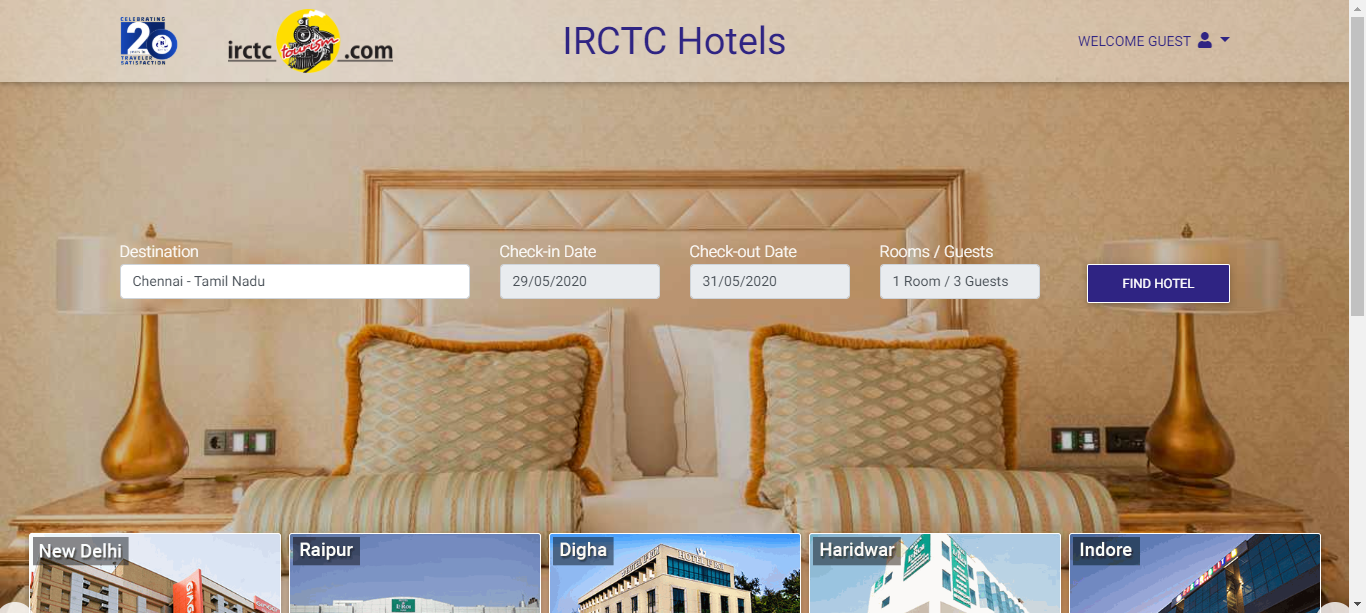 CELEBRATING
20
TRAVELER
SATISFACTION
irctc tourism .com
IRCTC Hotels
WELCOME GUEST
Destination
Check-in Date
Check-out Date
Rooms / Guests
Chennai - Tamil Nadu
29/05/2020
31/05/2020
1 Room / 3 Guests
FIND HOTEL
New Delhi
Raipur
Digha
Haridwar
Indore